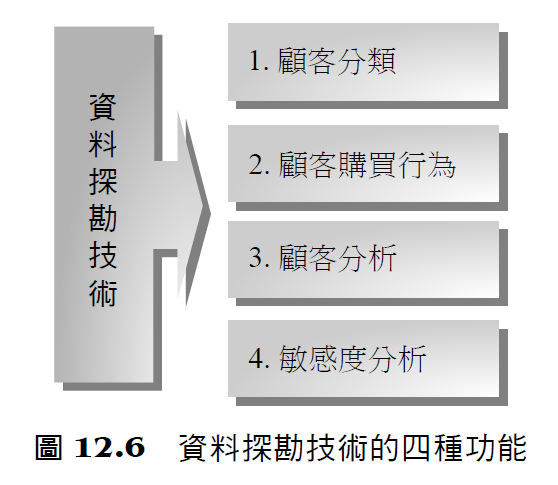 資料探勘技術
1. 顧客分類
2. 顧客購買行為
3. 顧客分析
4. 敏感度分析
圖 12.6 資料探勘技術的四種功能